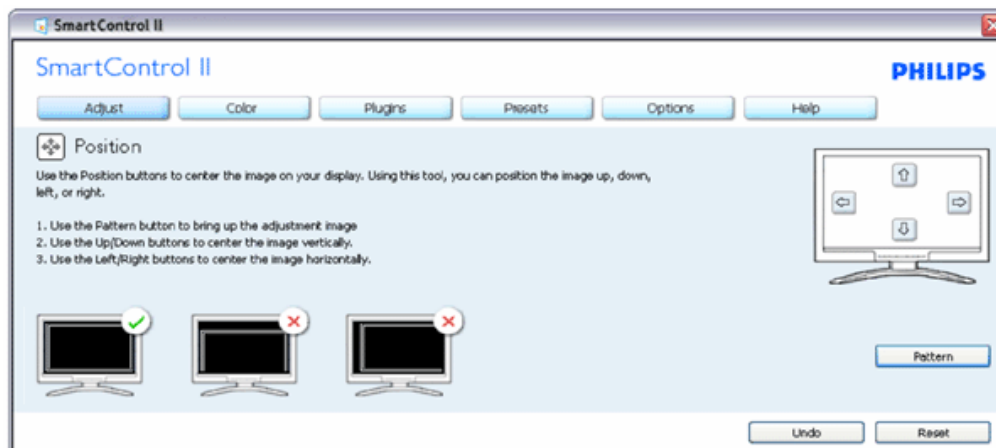 SmartControl II
SmartControl II
PHILIPS
Adjust
Color
Plugins
Presets
Options
Help
Position
Use the Position buttons to center the image on your display. Using this tool, you can position the image up, down,
left, or right.
1. Use the Pattern button to bring up the adjustment image
2. Use the Up/Down buttons to center the image vertically.
3. Use the Left/Right buttons to center the image horizontally.
Pattern
Undo
Reset